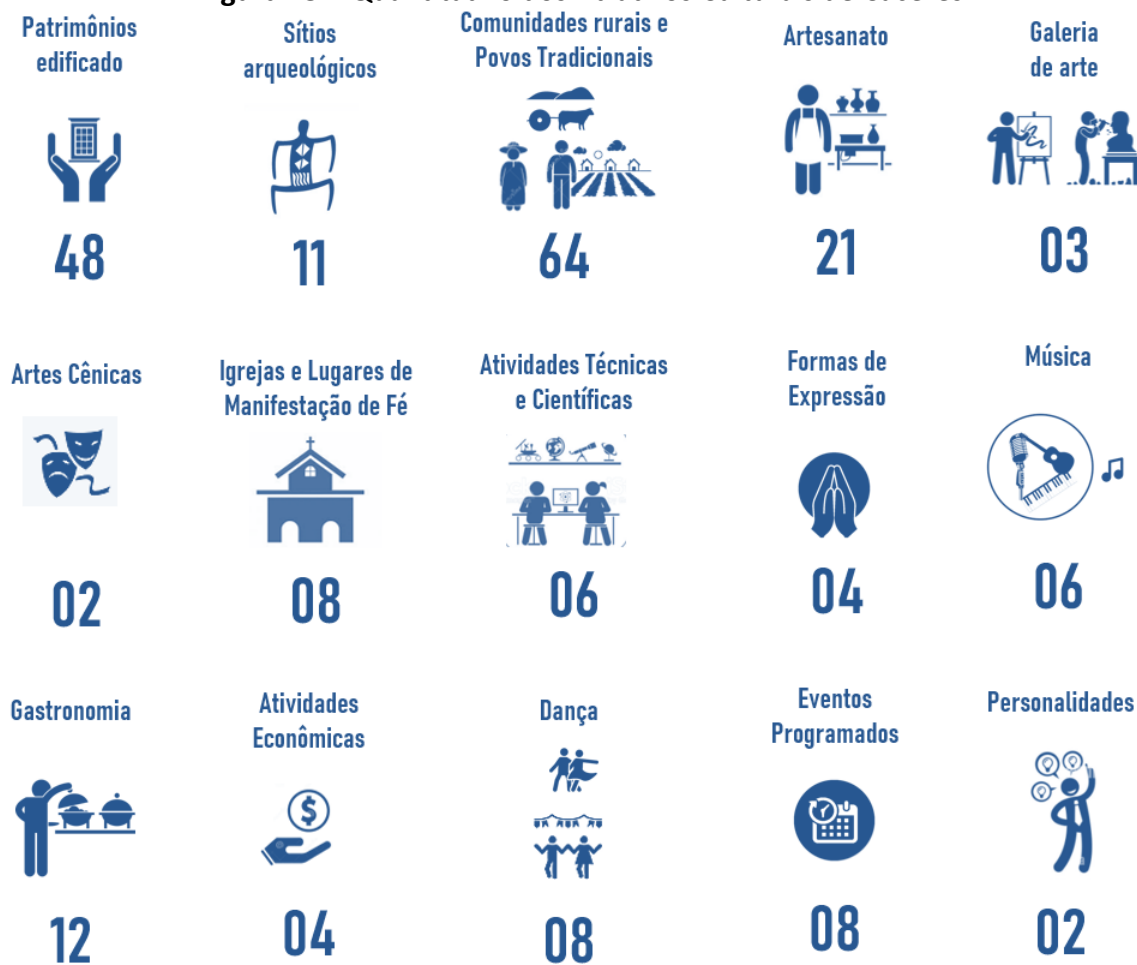 Patrimônios
edificado
48
Sítios
arqueológicos
11
Comunidades rurais e
Povos Tradicionais
64
Artesanato
21
Galeria
de arte
03
Artes Cênicas
02
Igrejas e Lugares de
Manifestação de Fé
08
Atividades Técnicas
e Científicas
06
Formas de
Expressão
04
Música
06
Gastronomia
12
Atividades
Econômicas
$
04
Dança
08
Eventos
Programados
08
Personalidades
02